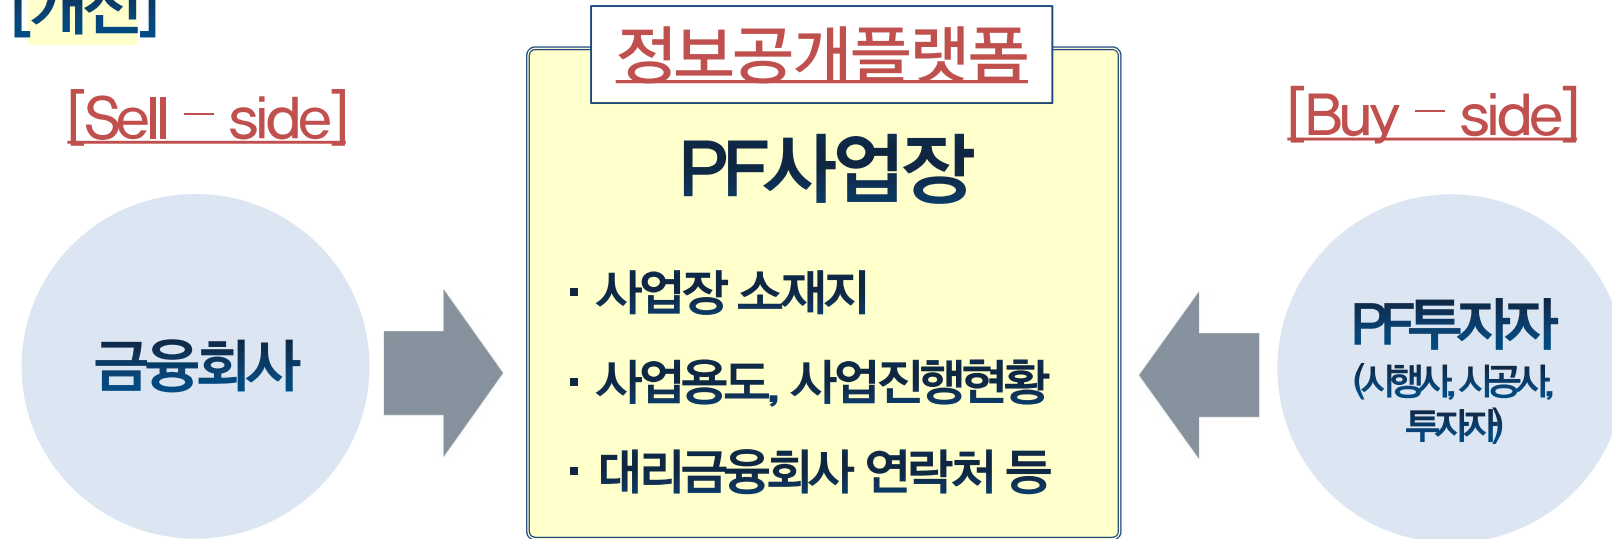 [개선]
정보공개플랫폼
[Sell - side]
[Buy - side]
PF사업장
· 사업장 소재지
· 사업용도, 사업진행현황
· 대리금융회사 연락처 등
금융회사
PF투자자
(시행사, 시공사,
투자자)